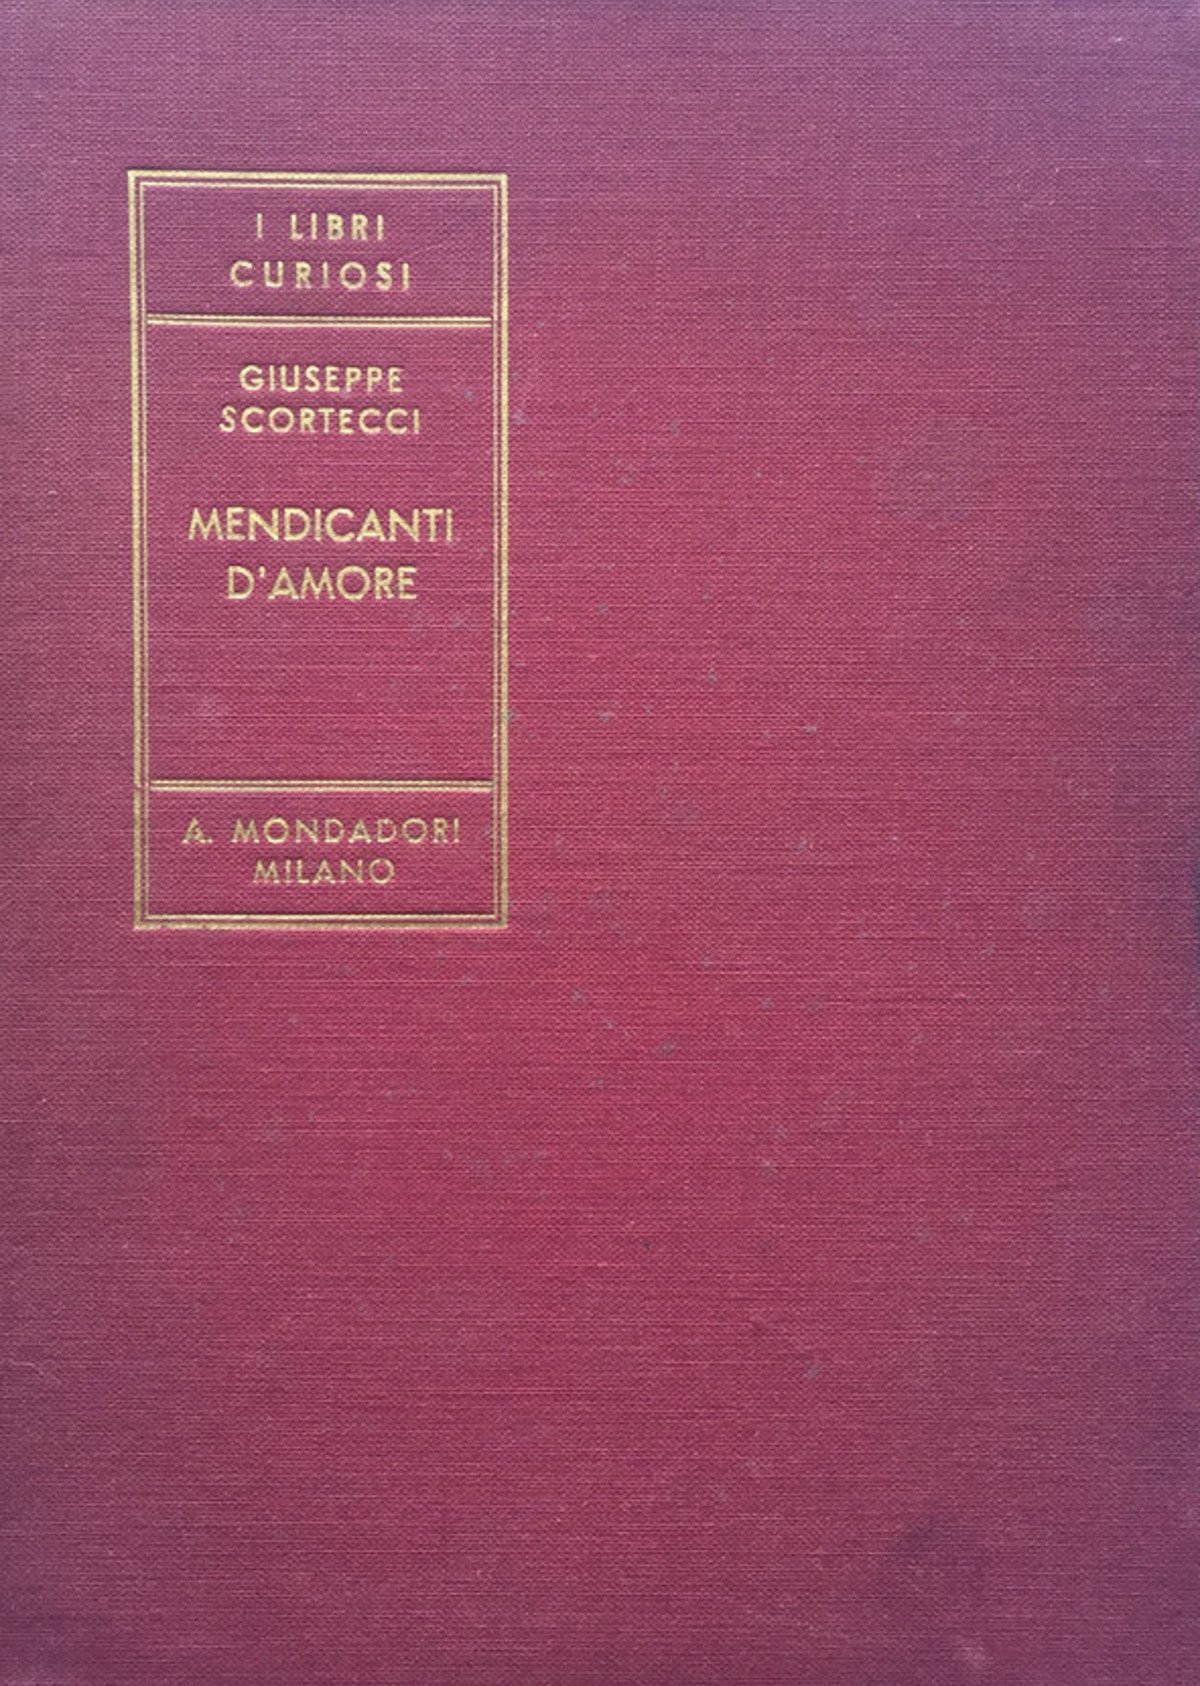 I LIBRI
CURIOSI
GIUSEPPE
SCORTECCI
MENDICANTI
D'AMORE
A. MONDADORI
MILANO